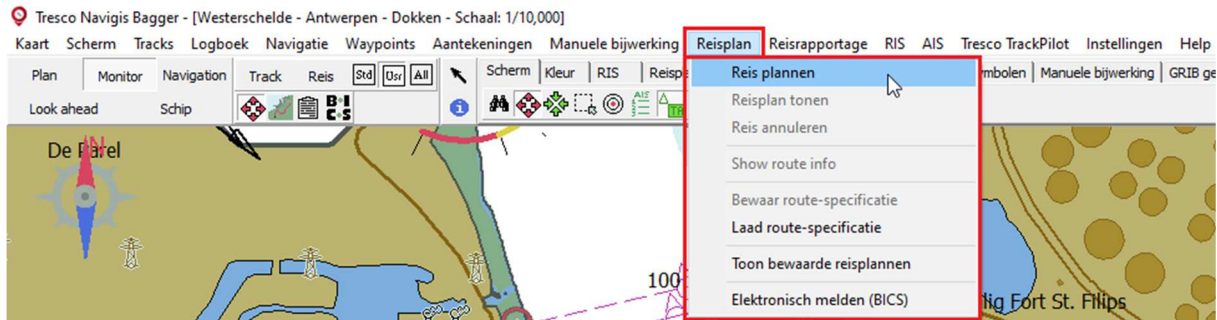 Tresco Navigis Bagger - [Westerschelde - Antwerpen - Dokken - Schaal: 1/10,000]
Kaart Scherm Tracks Logboek Navigatie Waypoints Aantekeningen Manuele bijwerking Reisplan Reisrapportage RIS AIS Tresco TrackPilot Instellingen Help
Plan Monitor Navigation Track Reis Std Usr All Scherm Kleur RIS Manuele bijwerking GRIB
Look ahead Schip B·I C·S AIS
Reis plannen
Reisplan tonen
Reis annuleren
Show route info
Bewaar route-specificatie
Laad route-specificatie
Toon bewaarde reisplannen
Elektronisch melden (BICS)
De Parel
N
100
Fort St. Filips